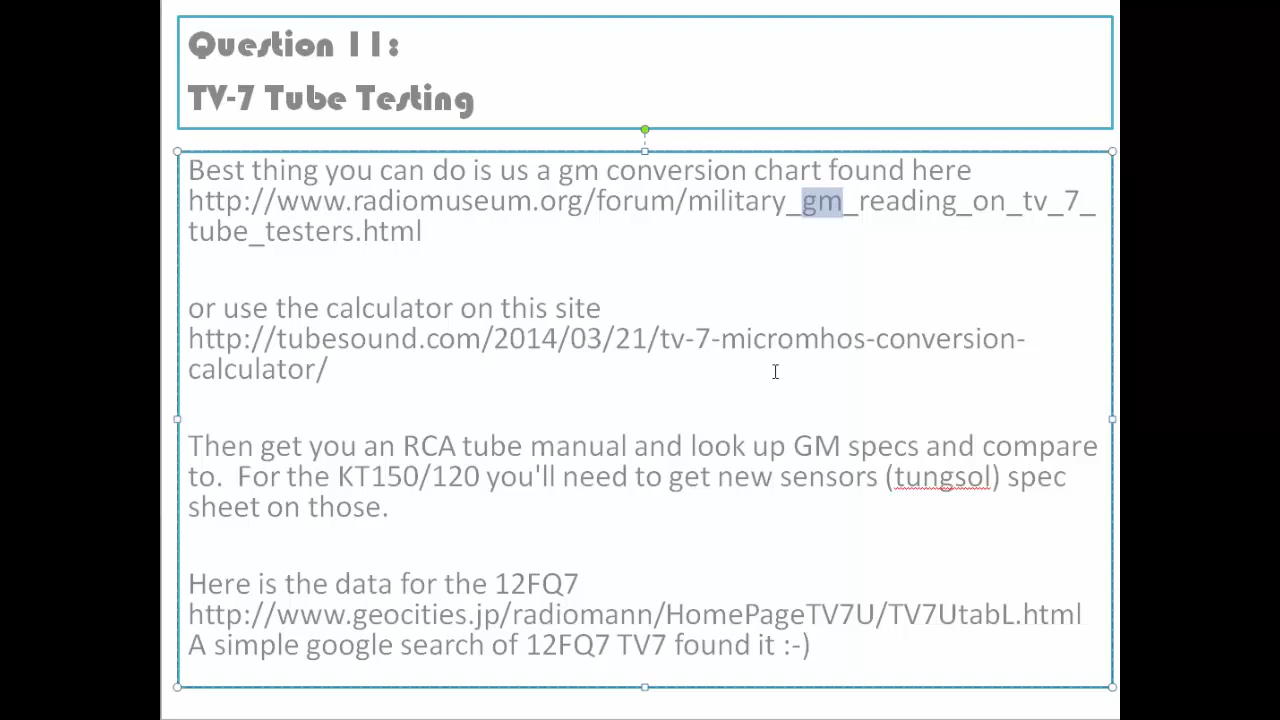 Question 11:
TV-7 Tube Testing
Best thing you can do is us a gm conversion chart found here
http://www.radiomuseum.org/forum/military_gm_reading_on_tv_7_
tube_testers.html
or use the calculator on this site
http://tubesound.com/2014/03/21/tv-7-micromhos-conversion-
calculator/
Then get you an RCA tube manual and look up GM specs and compare
to.  For the KT150/120 you'll need to get new sensors (tungsol) spec
sheet on those.
Here is the data for the 12FQ7
http://www.geocities.jp/radiomann/HomePageTV7U/TV7UtabL.html
A simple google search of 12FQ7 TV7 found it :-)